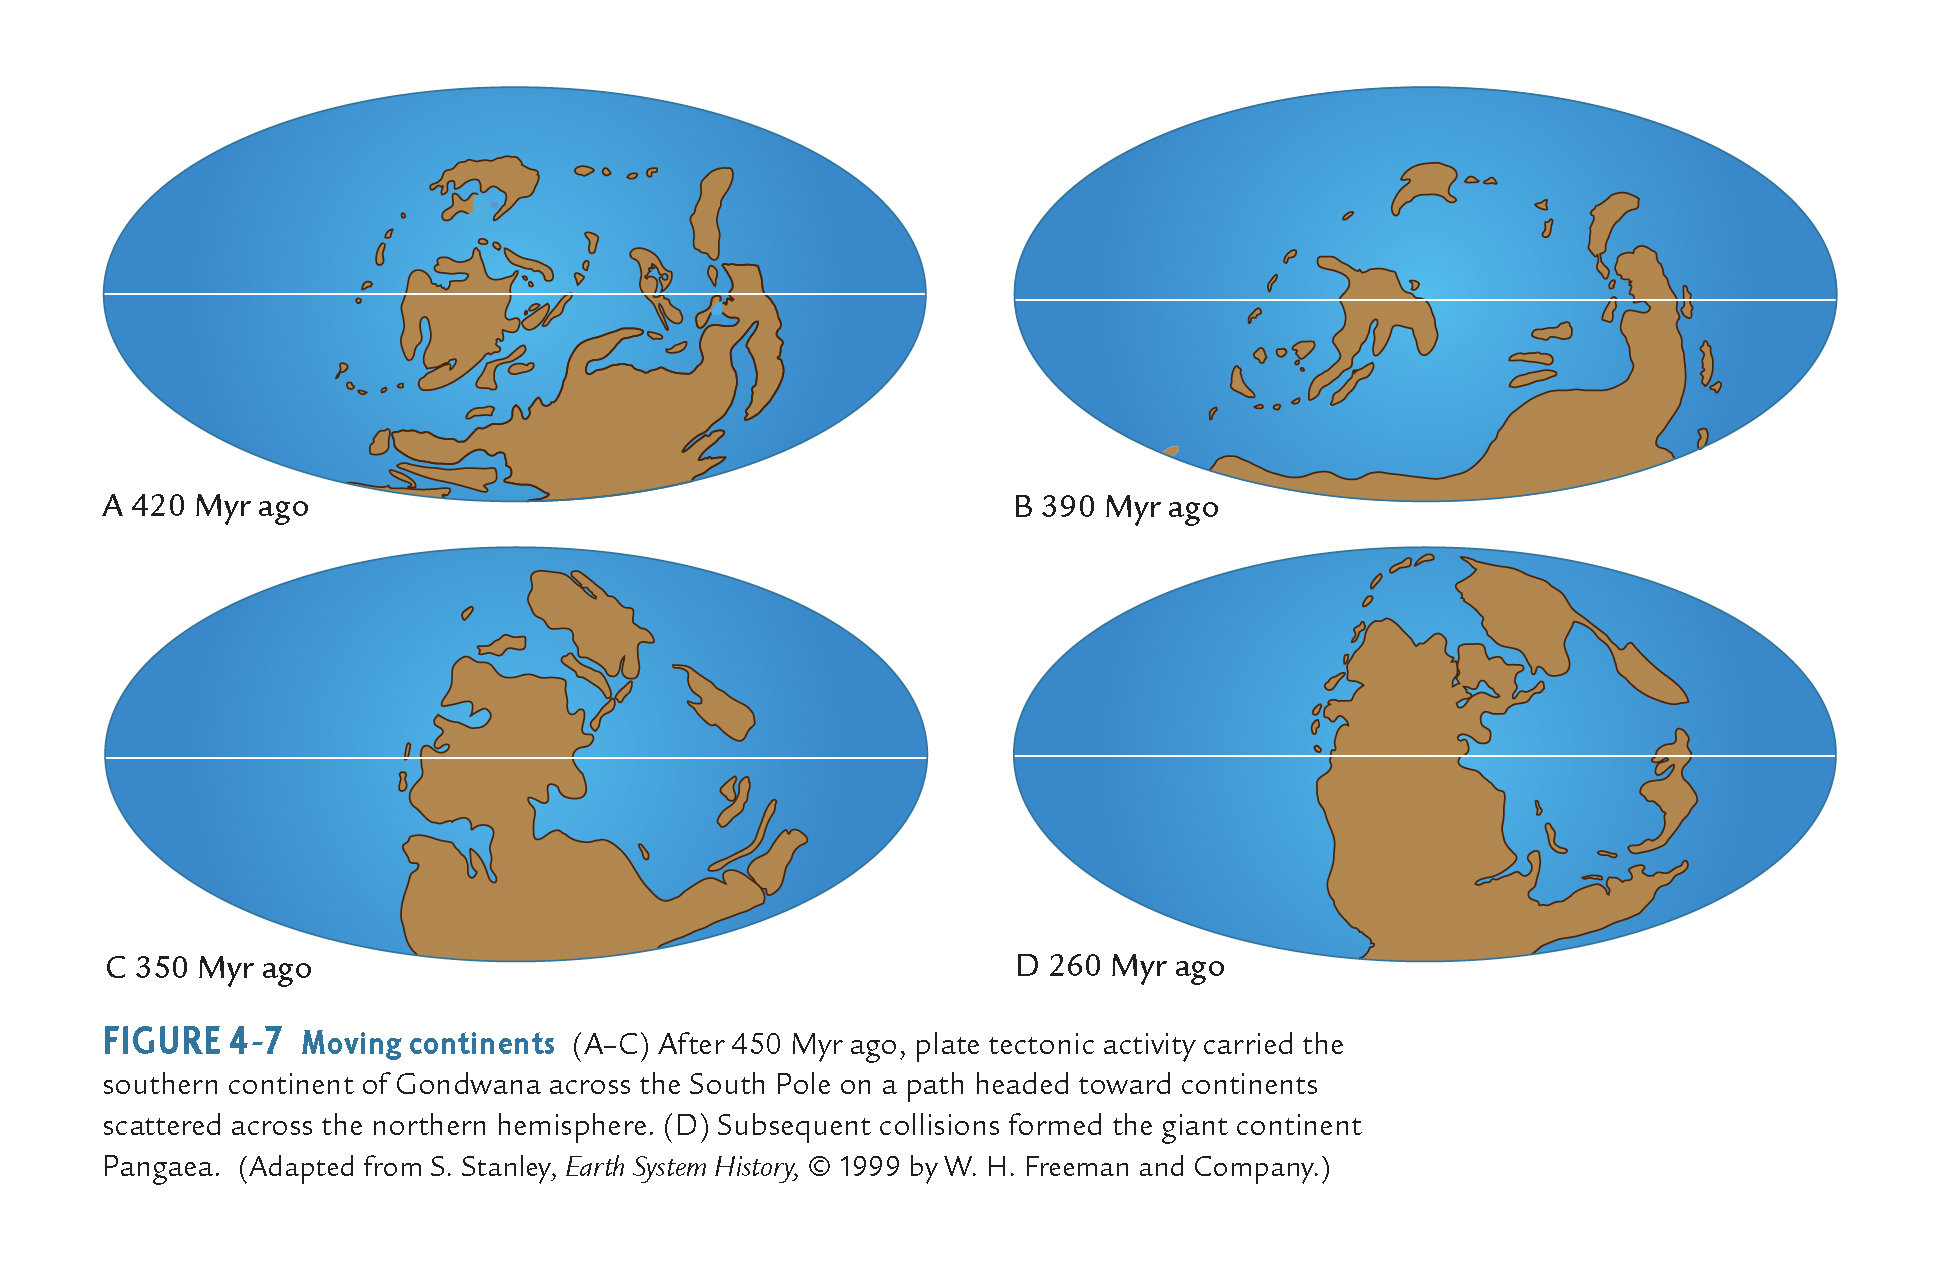 A 420 Myr ago
B 390 Myr ago
C 350 Myr ago
D 260 Myr ago
FIGURE 4-7 Moving continents (A–C) After 450 Myr ago, plate tectonic activity carried the
southern continent of Gondwana across the South Pole on a path headed toward continents
scattered across the northern hemisphere. (D) Subsequent collisions formed the giant continent
Pangaea. (Adapted from S. Stanley, Earth System History, © 1999 by W. H. Freeman and Company.)